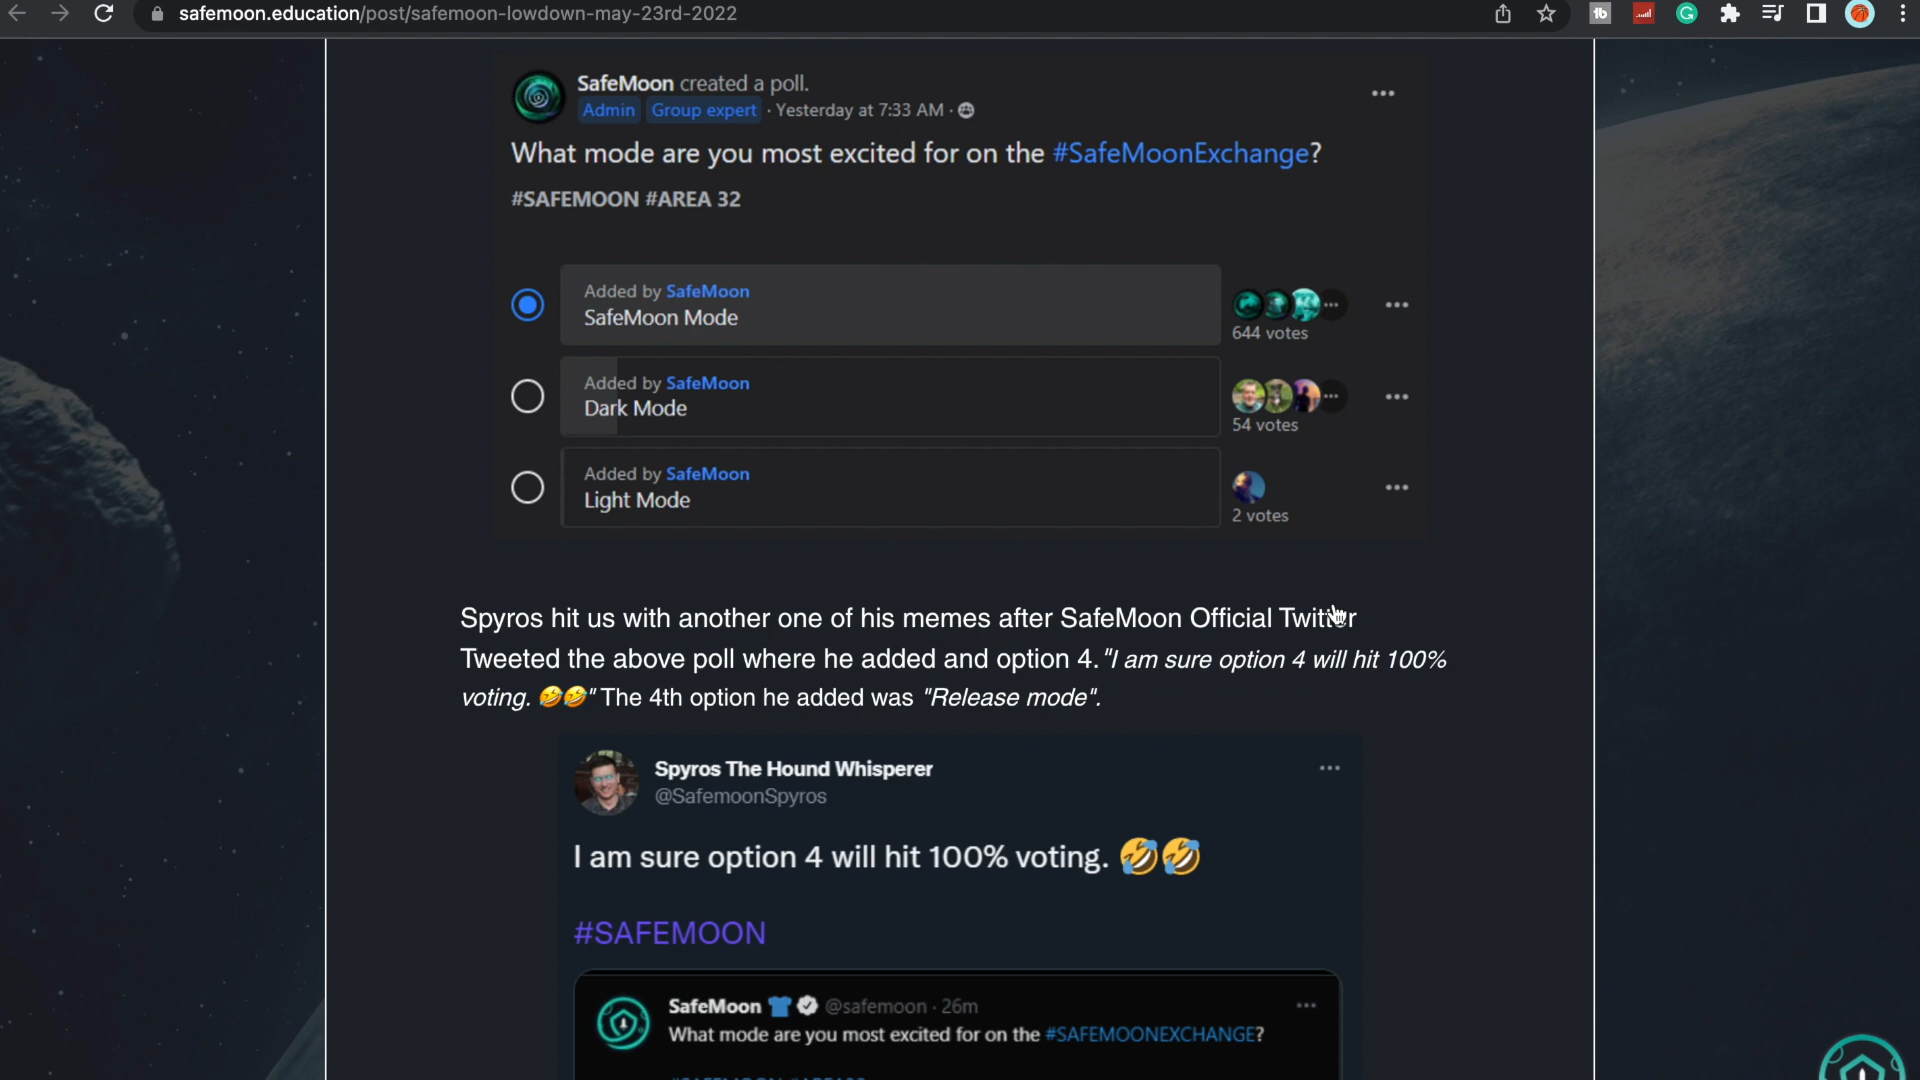 safemoon.education/post/safemoon-lowdown-may-23rd-2022
SafeMoon created a poll.
Admin Group expert · Yesterday at 7:33 AM ·
What mode are you most excited for on the #SafeMoonExchange?
#SAFEMOON #AREA 32
Added by SafeMoon
SafeMoon Mode
644 votes
Added by SafeMoon
Dark Mode
54 votes
Added by SafeMoon
Light Mode
2 votes
Spyros hit us with another one of his memes after SafeMoon Official Twitter
Tweeted the above poll where he added and option 4. "I am sure option 4 will hit 100%
voting. 🤣🤣" The 4th option he added was "Release mode".
Spyros The Hound Whisperer
@SafemoonSpyros
I am sure option 4 will hit 100% voting. 🤣🤣
#SAFEMOON
SafeMoon @safemoon · 26m
What mode are you most excited for on the #SAFEMOONEXCHANGE?